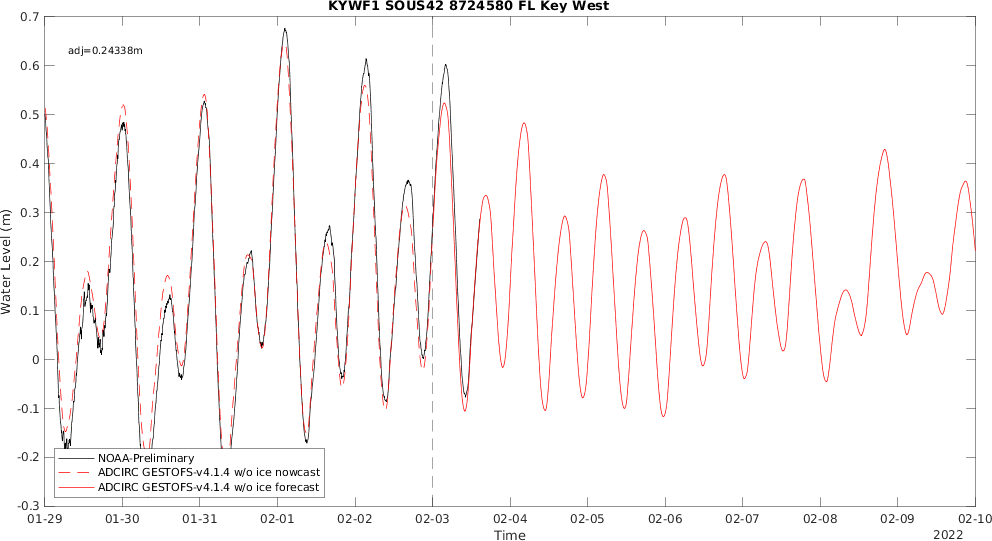 KYWF1 SOUS42 8724580 FL Key West
adj=0.24338m
Water Level (m)
0.7
0.6
0.5
0.4
0.3
0.2
0.1
0
-0.1
-0.2
-0.3
NOAA-Preliminary
ADCIRC GESTOFS-v4.1.4 w/o ice nowcast
ADCIRC GESTOFS-v4.1.4 w/o ice forecast
01-29 01-30 01-31 02-01 02-02 02-03 02-04 02-05 02-06 02-07 02-08 02-09 02-10
Time
2022